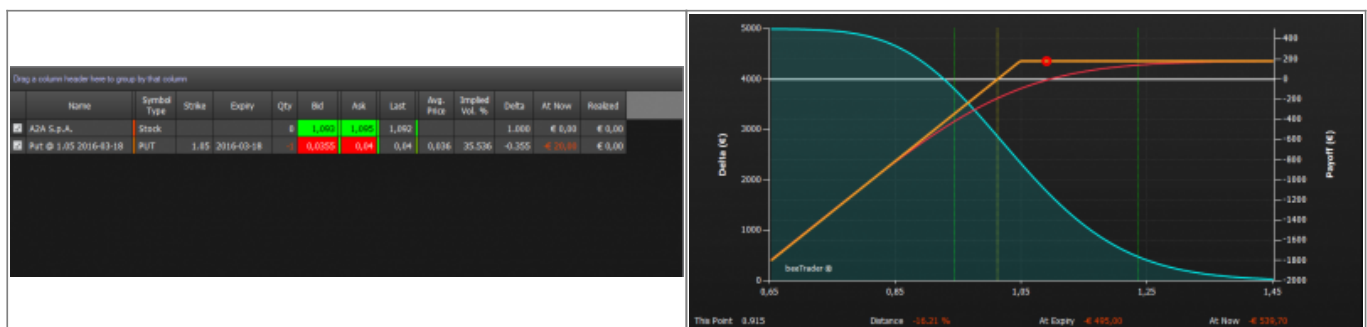 Drag a column header here to group by that column
Name Symbol Type Strike Expiry Qty Bid Ask Last Avg. Price Implied Vol. % Delta At Now Realized
A2A S.p.A. Stock 0 1,093 1,095 1,092 1.000 € 0,00 € 0,00
Put @ 1.05 2016-03-18 PUT 1.05 2016-03-18 -1 0,0355 0,04 0,04 0,036 35.536 -0.355 -€ 20,00 € 0,00
5000
4000
3000
2000
1000
0
Delta (€)
400
200
0
-200
-400
-600
-800
-1000
-1200
-1400
-1600
-1800
-2000
Payoff (€)
beeTrader ®
0,65 0,85 1,05 1,25 1,45
This Point 0.915 Distance -16.21 % At Expiry -€ 495,00 At Now -€ 539,70